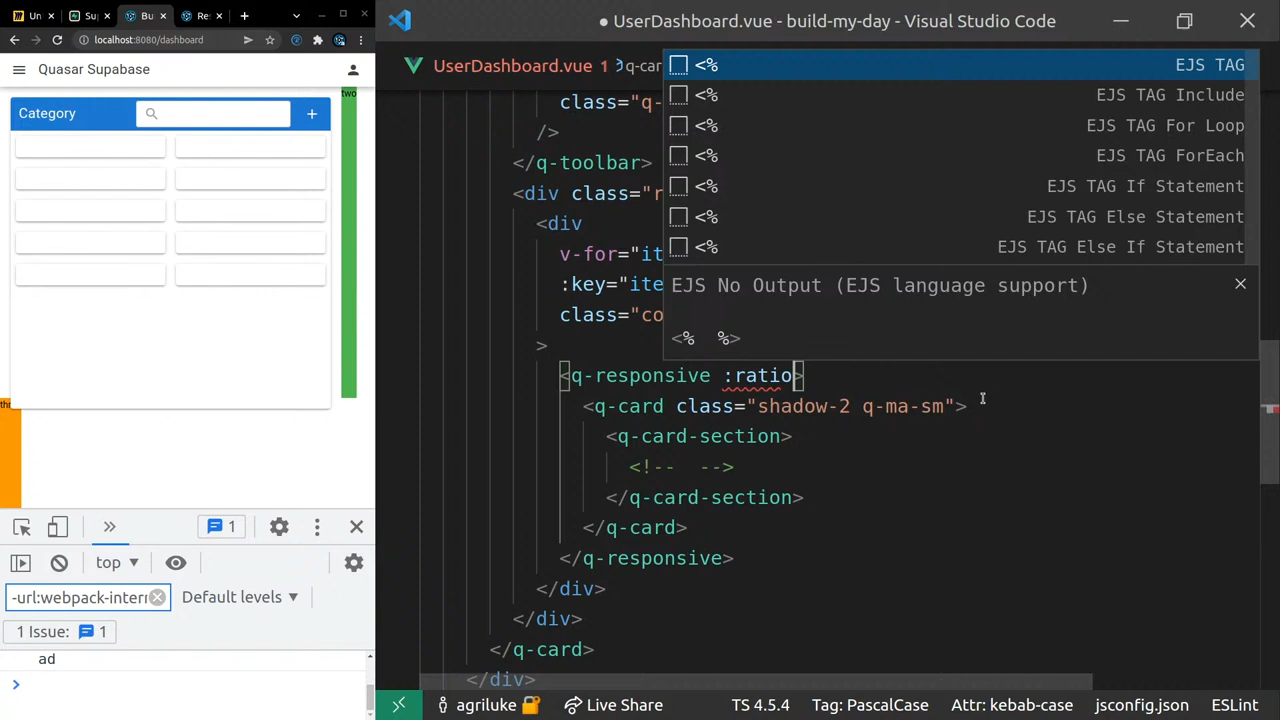 Un
Su
Bu
Res
localhost:8080/dashboard
Quasar Supabase
Category
two
thr
1
top
-url:webpack-intern
Default levels
1 Issue: 1
ad
● UserDashboard.vue - build-my-day - Visual Studio Code
UserDashboard.vue 1
q-car
<% EJS TAG
<% EJS TAG Include
<% EJS TAG For Loop
<% EJS TAG ForEach
<% EJS TAG If Statement
<% EJS TAG Else Statement
<% EJS TAG Else If Statement
EJS No Output (EJS language support)
<% %>
class="q-
/>
</q-toolbar>
<div class="r
<div
v-for="it
:key="ite
class="co
>
<q-responsive :ratio>
<q-card class="shadow-2 q-ma-sm">
<q-card-section>
<!-- -->
</q-card-section>
</q-card>
</q-responsive>
</div>
</div>
</q-card>
</div>
agriluke
Live Share
TS 4.5.4
Tag: PascalCase
Attr: kebab-case
jsconfig.json
ESLint